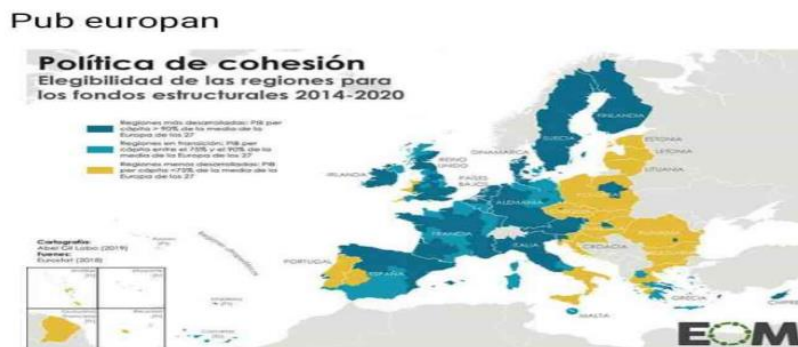 Pub europan
Política de cohesión
Elegibilidad de las regiones para
los fondos estructurales 2014-2020
Regiones más desarrolladas: PIB per
cápita > 90% de la media de la
Europa de los 27
Regiones en transición: PIB per
cápita entre el 75% y el 90% de la
media de la Europa de los 27
Regiones menos desarrolladas: PIB
per cápita <75% de la media de la
Europa de los 27
FINLANDIA
SUECIA
ESTONIA
LETONIA
LITUANIA
DINAMARCA
REINO
UNIDO
IRLANDA
PAÍSES
BAJOS
ALEMANIA
FRANCIA
RUMANÍA
CROACIA
ITALIA
PORTUGAL
ESPAÑA
GRECIA
MALTA
CHIPRE
Cartografía:
Abel Gil Lobo (2019)
Fuentes:
Eurostat (2018)
EOM